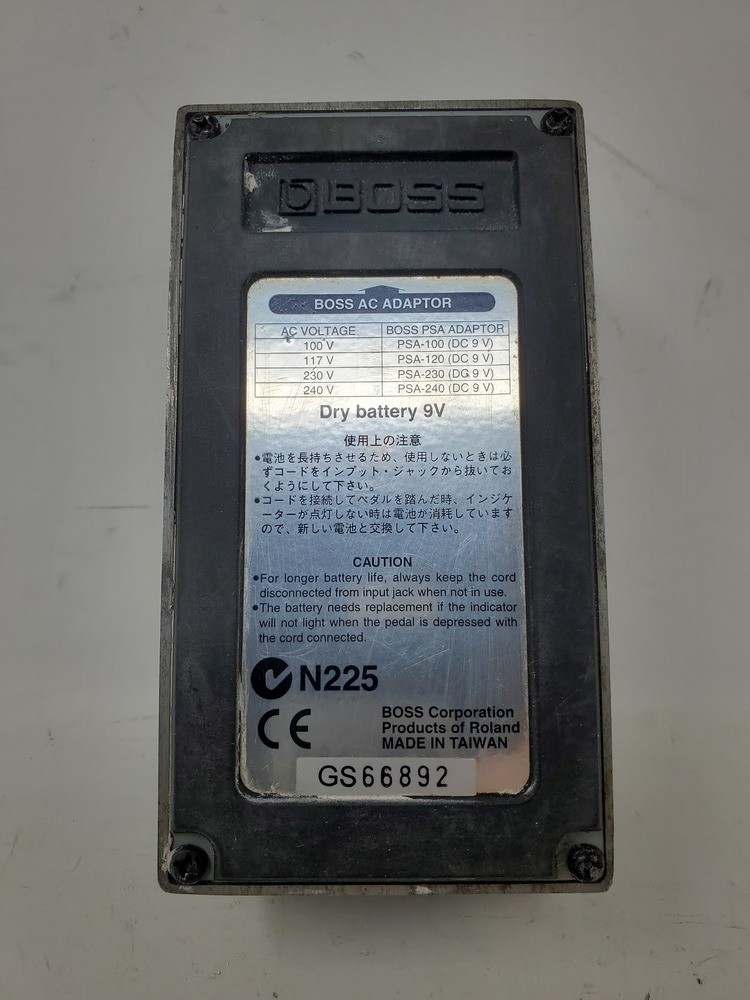 BOSS
BOSS AC ADAPTOR
AC VOLTAGE BOSS PSA ADAPTOR
100 V PSA-100 (DC 9 V)
117 V PSA-120 (DC 9 V)
230 V PSA-230 (DC 9 V)
240 V PSA-240 (DC 9 V)
Dry battery 9V
使用上の注意
●電池を長持ちさせるため、使用しないときは必
ずコードをインプット・ジャックから抜いてお
くようにして下さい。
●コードを接続してペダルを踏んだ時、インジケ
ーターが点灯しない時は電池が消耗しています
ので、新しい電池と交換して下さい。
CAUTION
●For longer battery life, always keep the cord
disconnected from input jack when not in use.
●The battery needs replacement if the indicator
will not light when the pedal is depressed with
the cord connected.
N225
CE
BOSS Corporation
Products of Roland
MADE IN TAIWAN
GS66892